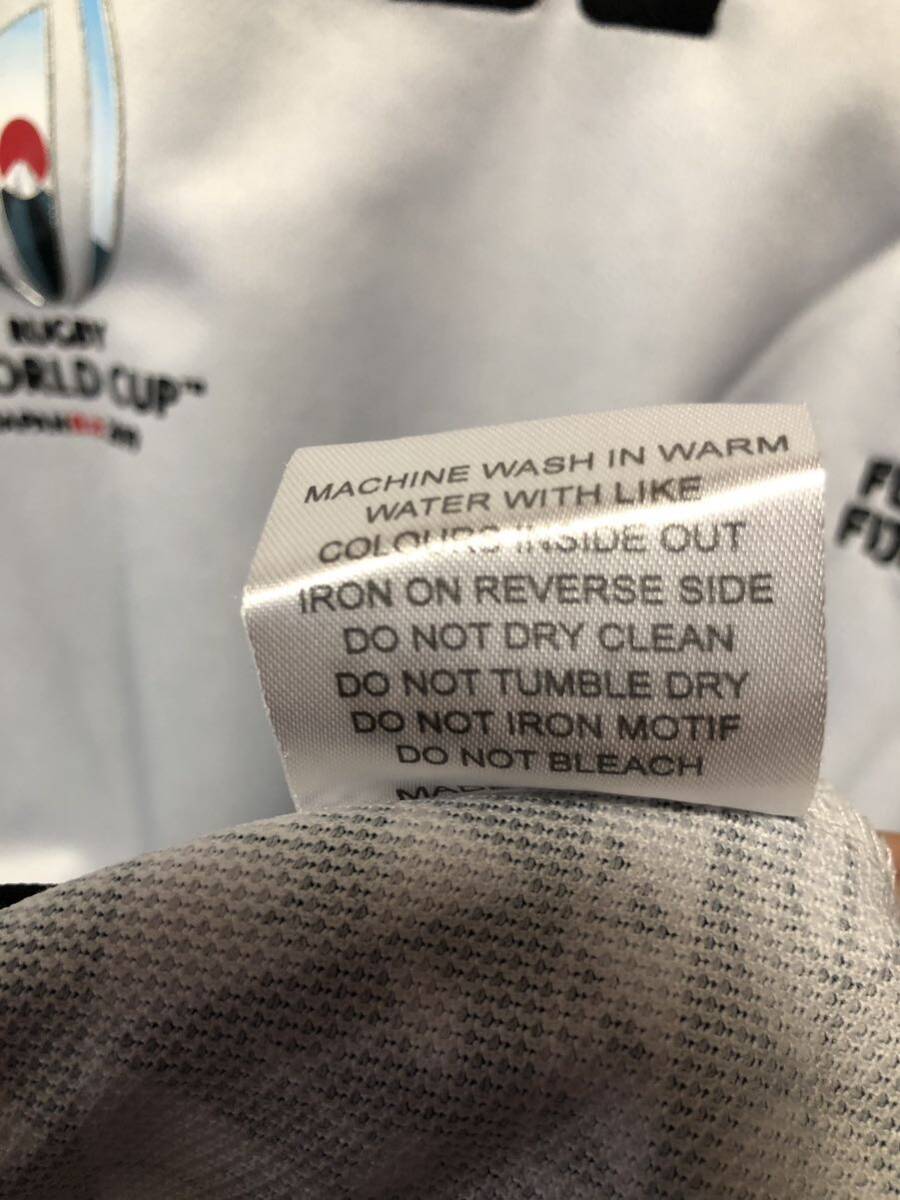 RUGBY
WORLD CUP™
MACHINE WASH IN WARM
WATER WITH LIKE
COLOURS INSIDE OUT
IRON ON REVERSE SIDE
DO NOT DRY CLEAN
DO NOT TUMBLE DRY
DO NOT IRON MOTIF
DO NOT BLEACH